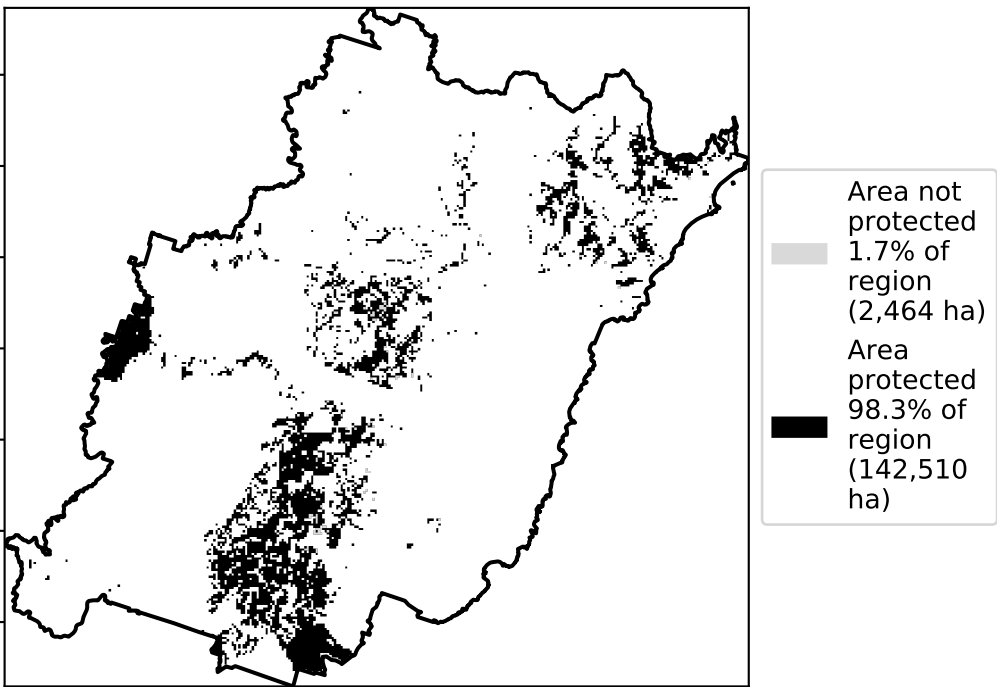 Area not
protected
1.7% of
region
(2,464 ha)
Area
protected
98.3% of
region
(142,510
ha)